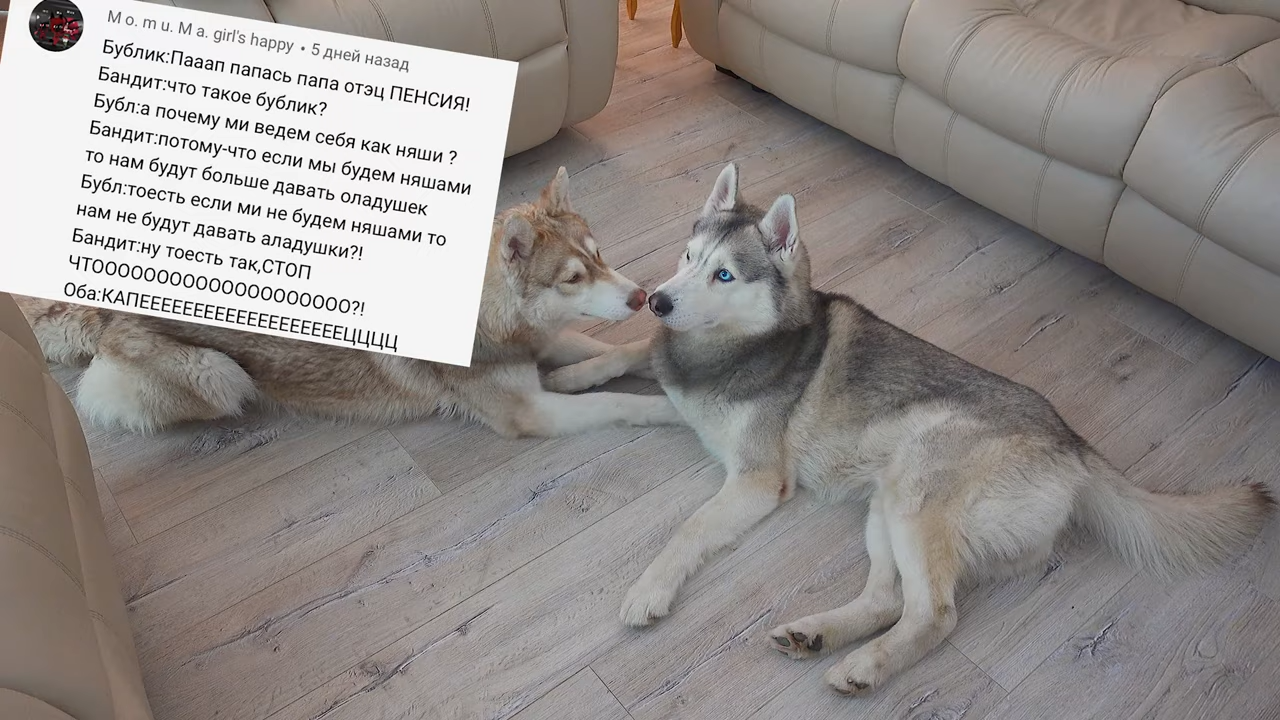 M o. m u. M a. girl's happy • 5 дней назад
Бублик:Пааап папась папа отэц ПЕНСИЯ!
Бандит:что такое бублик?
Бубл:а почему ми ведем себя как няши ?
Бандит:потому-что если мы будем няшами
то нам будут больше давать оладушек
Бубл:тоесть если ми не будем няшами то
нам не будут давать аладушки?!
Бандит:ну тоесть так,СТОП
ЧТООООООООООООООООООО?!
Оба:КАПЕЕЕЕЕЕЕЕЕЕЕЕЕЕЕЕЕЕЕЕЦЦЦЦ